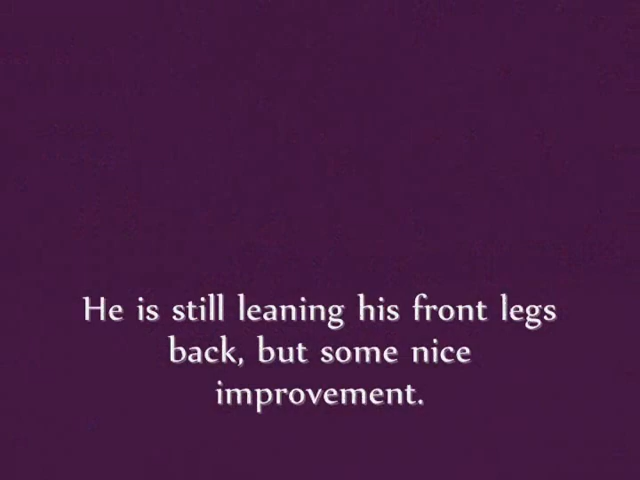 He is still leaning his front legs
back, but some nice
improvement.